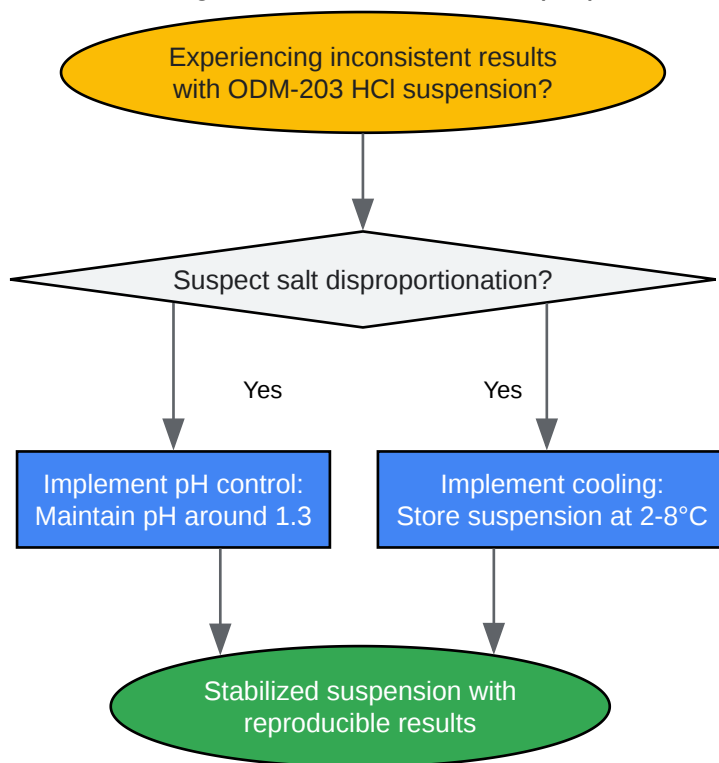 Experiencing inconsistent results
with ODM-203 HCl suspension?
Suspect salt disproportionation?
Yes
Yes
Implement pH control:
Maintain pH around 1.3
Implement cooling:
Store suspension at 2-8°C
Stabilized suspension with
reproducible results